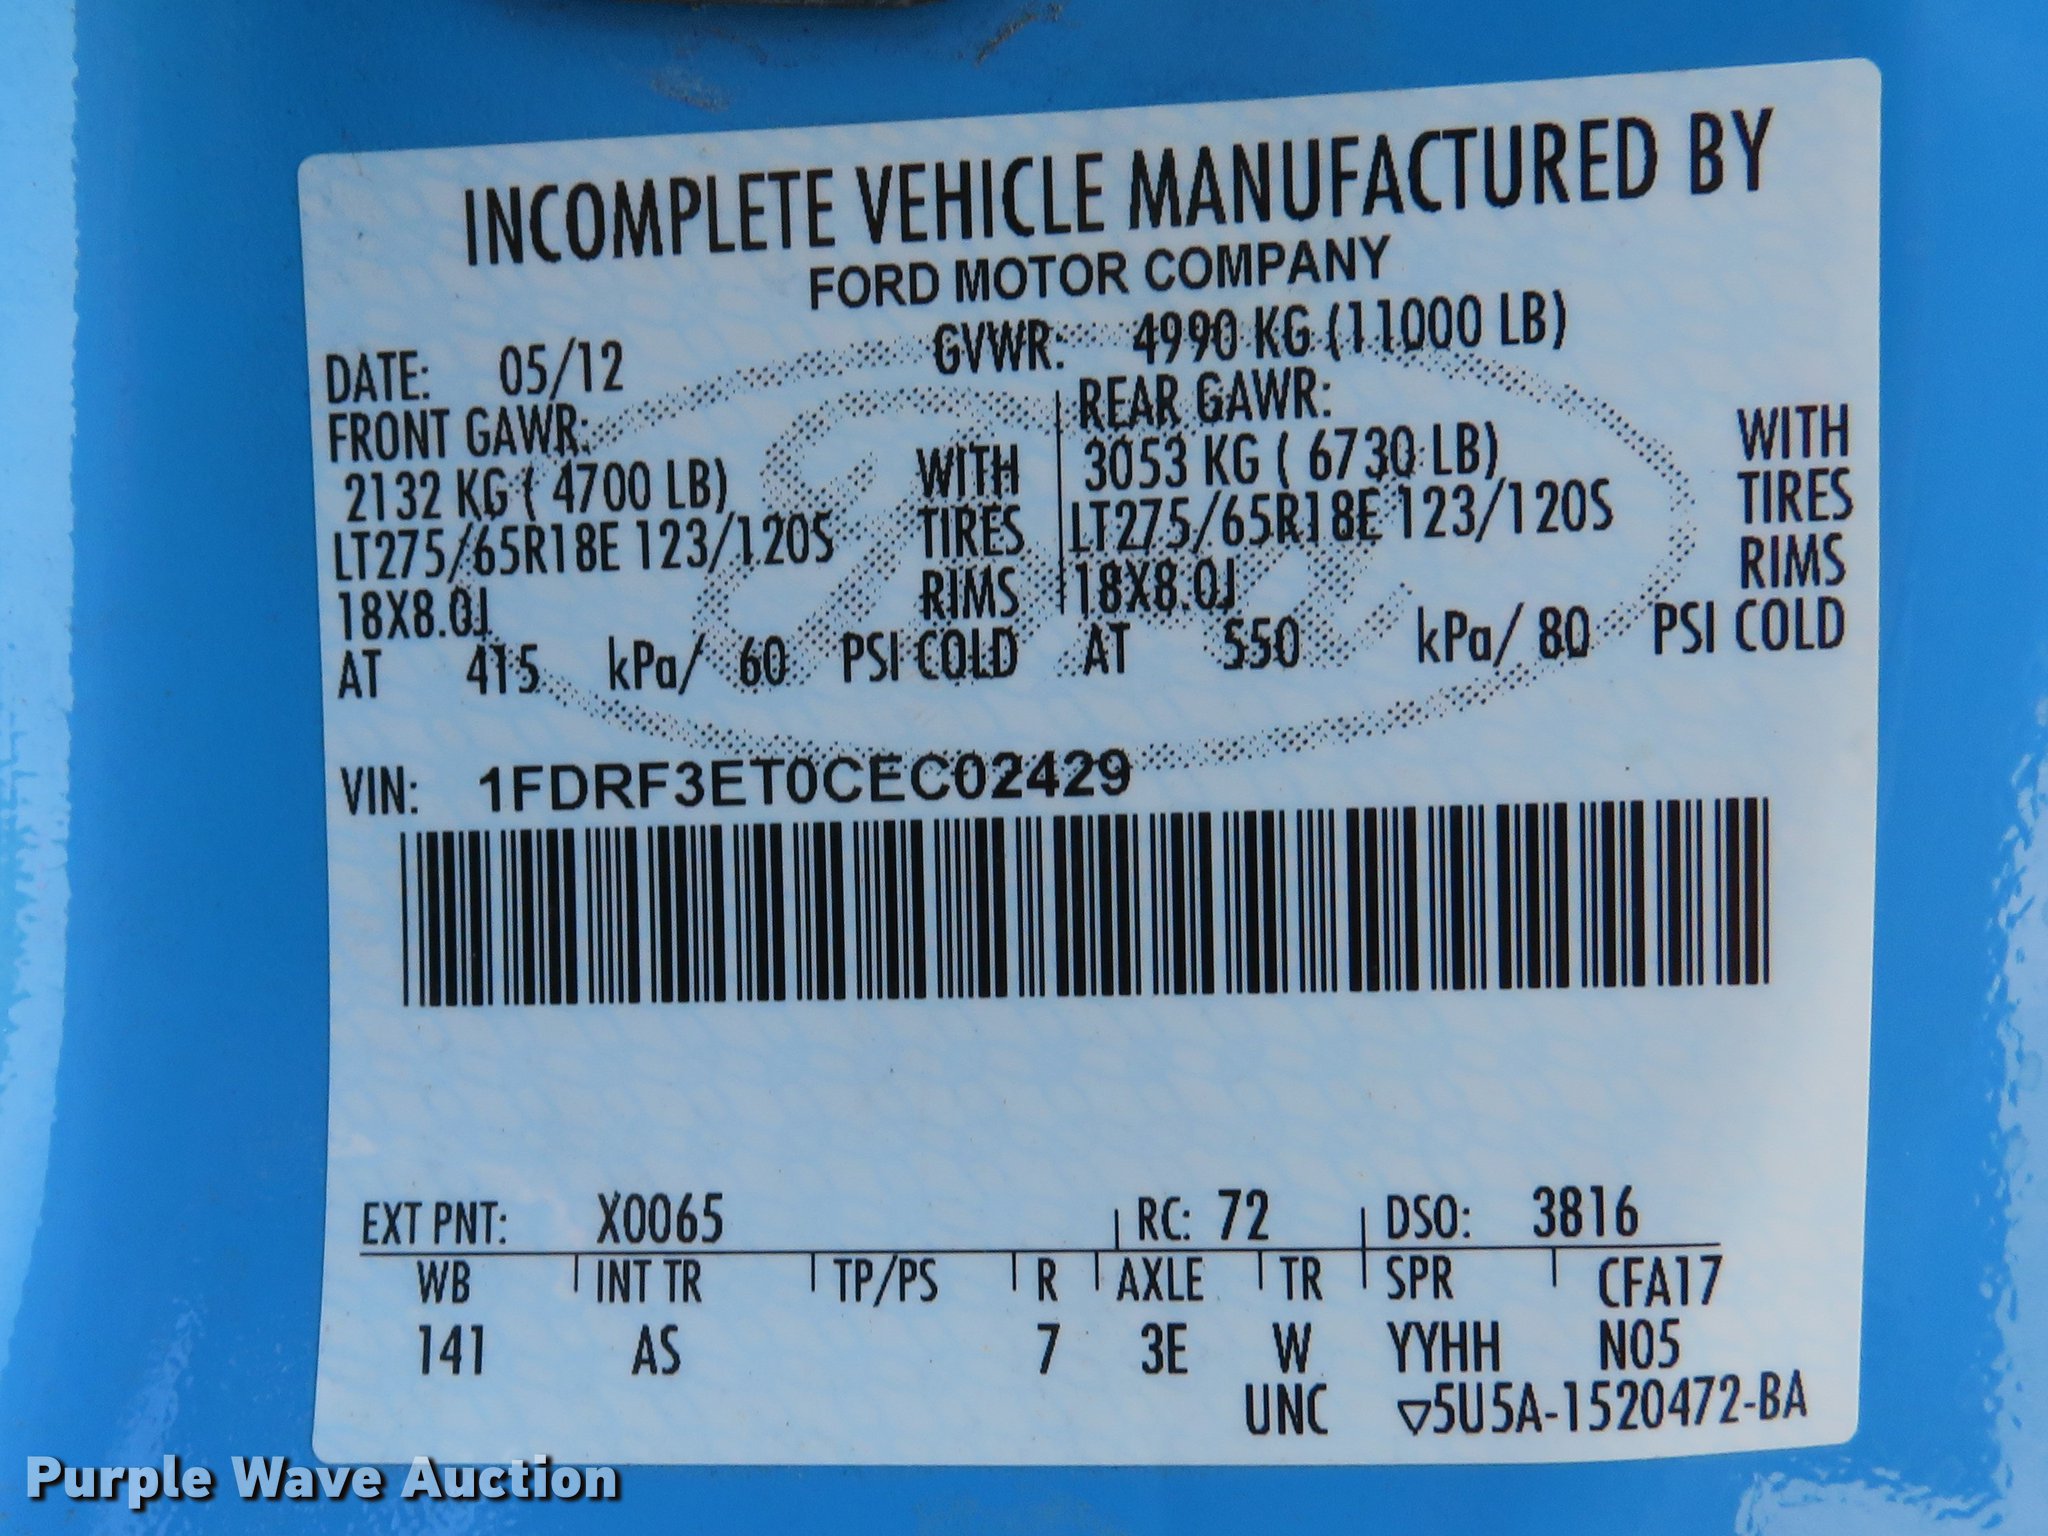 INCOMPLETE VEHICLE MANUFACTURED BY
FORD MOTOR COMPANY
DATE: 05/12 GVWR: 4990 KG (11000 LB)
FRONT GAWR: REAR GAWR:
2132 KG ( 4700 LB) WITH 3053 KG ( 6730 LB) WITH
LT275/65R18E 123/120S TIRES LT275/65R18E 123/120S TIRES
18X8.0J RIMS 18X8.0J RIMS
AT 415 kPa/ 60 PSI COLD AT 550 kPa/ 80 PSI COLD
VIN: 1FDRF3ET0CEC02429
EXT PNT: X0065 RC: 72 DSO: 3816
WB INT TR TP/PS R AXLE TR SPR CFA17
141 AS 7 3E W YYHH N05
UNC ▽5U5A-1520472-BA
Purple Wave Auction